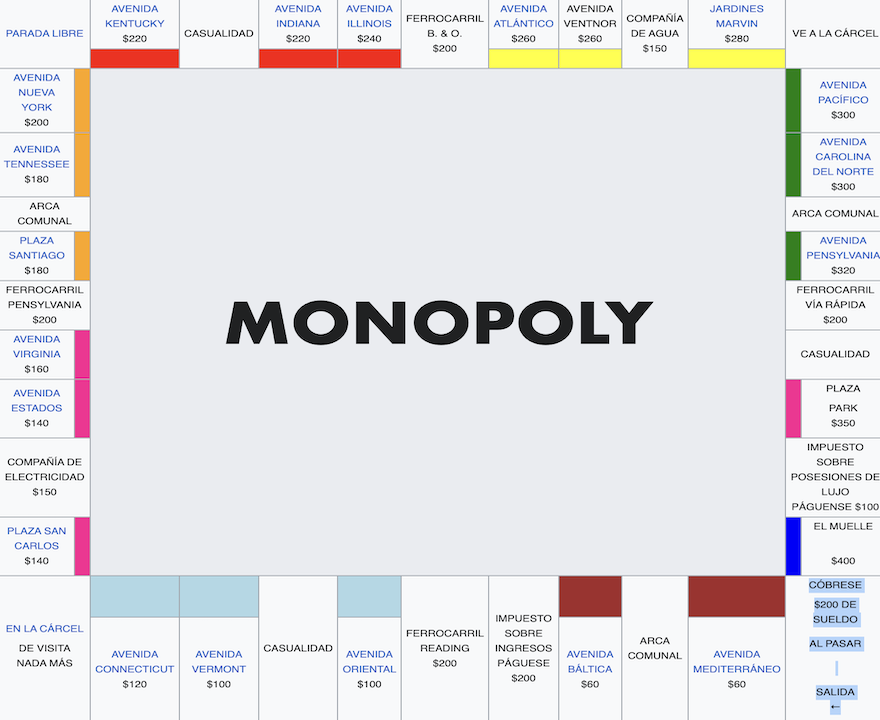 PARADA LIBRE
AVENIDA
KENTUCKY
$220
CASUALIDAD
AVENIDA
INDIANA
$220
AVENIDA
ILLINOIS
$240
FERROCARRIL
B. & O.
$200
AVENIDA
ATLÁNTICO
$260
AVENIDA
VENTNOR
$260
COMPAÑÍA
DE AGUA
$150
JARDINES
MARVIN
$280
VE A LA CÁRCEL
AVENIDA
NUEVA
YORK
$200
AVENIDA
PACÍFICO
$300
AVENIDA
TENNESSEE
$180
AVENIDA
CAROLINA
DEL NORTE
$300
ARCA
COMUNAL
ARCA COMUNAL
PLAZA
SANTIAGO
$180
AVENIDA
PENSYLVANIA
$320
FERROCARRIL
PENSYLVANIA
$200
FERROCARRIL
VÍA RÁPIDA
$200
MONOPOLY
AVENIDA
VIRGINIA
$160
CASUALIDAD
AVENIDA
ESTADOS
$140
PLAZA
PARK
$350
COMPAÑÍA DE
ELECTRICIDAD
$150
IMPUESTO
SOBRE
POSESIONES DE
LUJO
PÁGUENSE $100
PLAZA SAN
CARLOS
$140
EL MUELLE
$400
EN LA CÁRCEL
DE VISITA
NADA MÁS
AVENIDA
CONNECTICUT
$120
AVENIDA
VERMONT
$100
CASUALIDAD
AVENIDA
ORIENTAL
$100
FERROCARRIL
READING
$200
IMPUESTO
SOBRE
INGRESOS
PÁGUESE
$200
AVENIDA
BÁLTICA
$60
ARCA
COMUNAL
AVENIDA
MEDITERRÁNEO
$60
CÓBRESE
$200 DE
SUELDO
AL PASAR
SALIDA
←